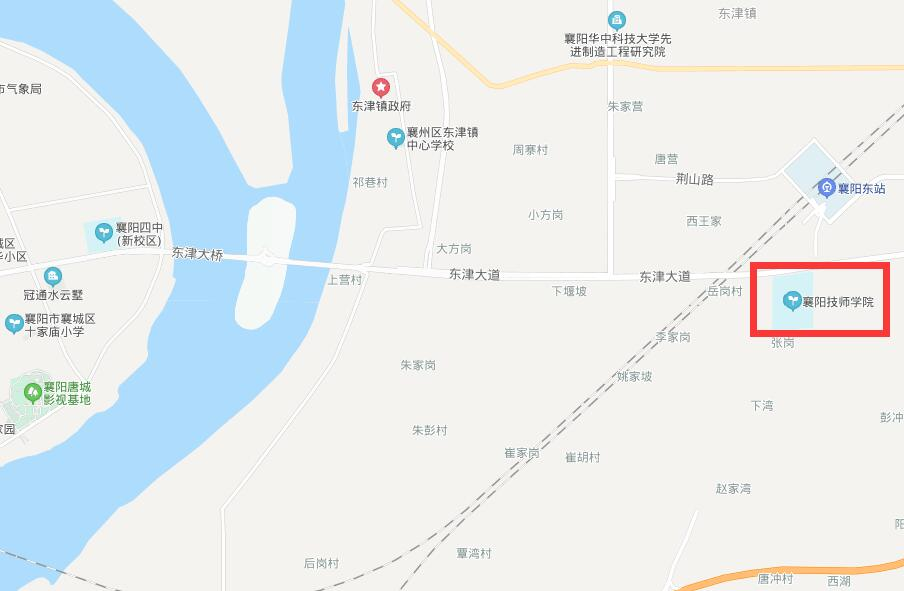 东津镇
襄阳华中科技大学先
进制造工程研究院
市气象局
东津镇政府
朱家营
襄州区东津镇
中心学校
周寨村
唐营
祁巷村
荆山路
襄阳东站
小方岗
西王家
襄阳四中
(新校区)
东津大桥
大方岗
城区
华小区
上营村
东津大道
东津大道
冠通水云墅
下堰坡
岳岗村
襄阳技师学院
襄阳市襄城区
十家庙小学
李家岗
张岗
朱家岗
姚家坡
襄阳唐城
影视基地
下湾
彭冲
家园
朱彭村
崔家岗
崔胡村
赵家湾
阳
覃湾村
后岗村
唐冲村
西湖